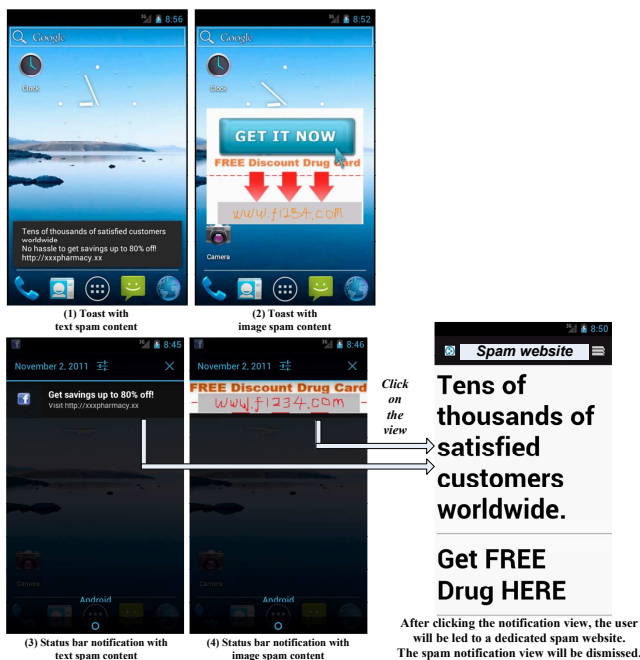 3G 8:56
Google
Clock
Tens of thousands of satisfied customers
worldwide
No hassle to get savings up to 80% off!
http://xxxpharmacy.xx
(1) Toast with
text spam content
3G 8:52
Google
Clock
GET IT NOW
FREE Discount Drug Card
www.f1234.com
Camera
(2) Toast with
image spam content
3G 8:45
November 2, 2011
Get savings up to 80% off!
Visit http://xxxpharmacy.xx
Camera
Android
(3) Status bar notification with
text spam content
3G 8:46
November 2, 2011
FREE Discount Drug Card
www.f1234.com
Camera
Android
(4) Status bar notification with
image spam content
Click
on
the
view
3G 8:50
Spam website
Tens of
thousands of
satisfied
customers
worldwide.
Get FREE
Drug HERE
After clicking the notification view, the user
will be led to a dedicated spam website.
The spam notification view will be dismissed.